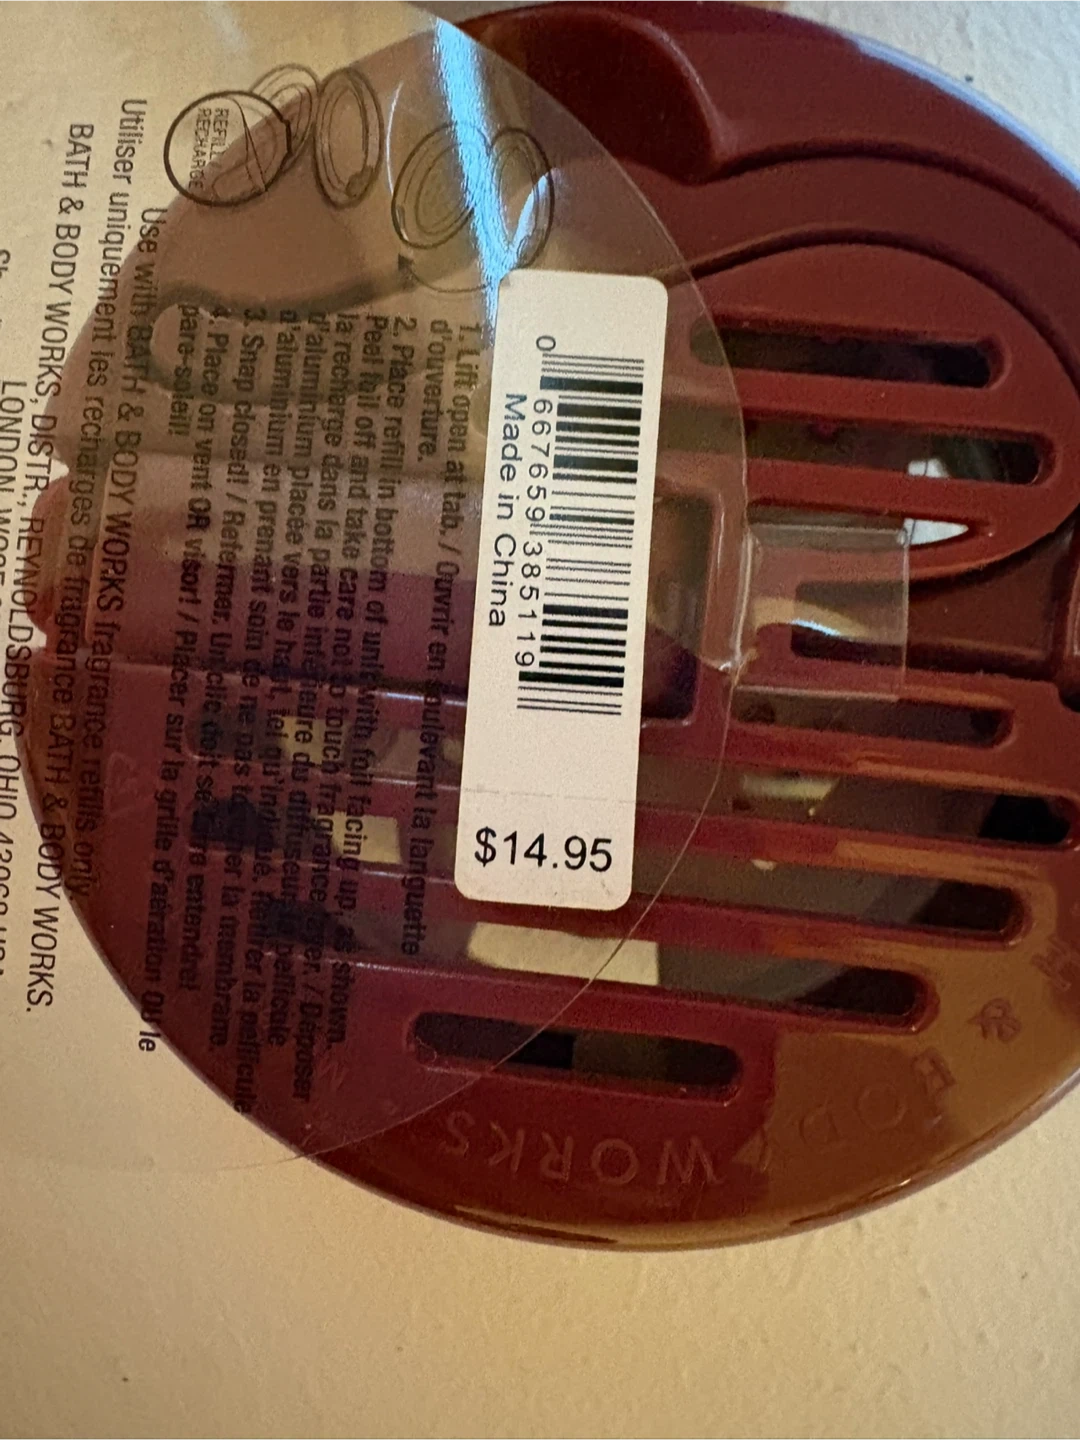 REFILL /
RECHARGE
1. Lift open at tab. / Ouvrir en soulevant la languette
d'ouverture.
2. Place refill in bottom of unit with foil facing up, as shown.
Peel foil off and take care not to touch fragrance layer. / Déposer
la recharge dans la partie intérieure du diffuseur, pellicule
d'aluminium placée vers le haut, tel qu'indiqué. Retirer la pellicule
d'aluminium en prenant soin de ne pas toucher la membrane.
3. Snap closed! / Refermer. Un clic doit se faire entendre!
4. Place on vent OR visor! / Placer sur la grille d'aération OU le
pare-soleil!
Use with BATH & BODY WORKS fragrance refills only.
Utiliser uniquement les recharges de fragrance BATH & BODY WORKS.
BATH & BODY WORKS, DISTR., REYNOLDSBURG, OHIO
LONDON,
0 667659 385119
Made in China
$14.95
BODY WORKS